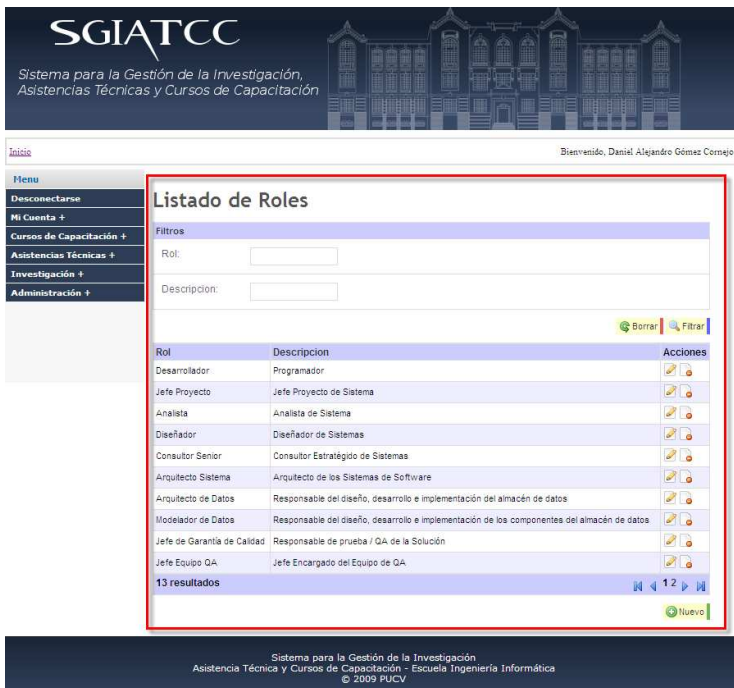 SGIATCC
Sistema para la Gestión de la Investigación,
Asistencias Técnicas y Cursos de Capacitación
Inicio
Bienvenido, Daniel Alejandro Gómez Cornejo
Menu
Desconectarse
Mi Cuenta +
Cursos de Capacitación +
Asistencias Técnicas +
Investigación +
Administración +
Listado de Roles
Filtros
Rol:
Descripcion:
Borrar Filtrar
Rol Descripcion Acciones
Desarrollador Programador
Jefe Proyecto Jefe Proyecto de Sistema
Analista Analista de Sistema
Diseñador Diseñador de Sistemas
Consultor Senior Consultor Estratégido de Sistemas
Arquitecto Sistema Arquitecto de los Sistemas de Software
Arquitecto de Datos Responsable del diseño, desarrollo e implementación del almacén de datos
Modelador de Datos Responsable del diseño, desarrollo e implementación de los componentes del almacén de datos
Jefe de Garantía de Calidad Responsable de prueba / QA de la Solución
Jefe Equipo QA Jefe Encargado del Equipo de QA
13 resultados 1 2
Nuevo
Sistema para la Gestión de la Investigación
Asistencia Técnica y Cursos de Capacitación - Escuela Ingeniería Informática
© 2009 PUCV